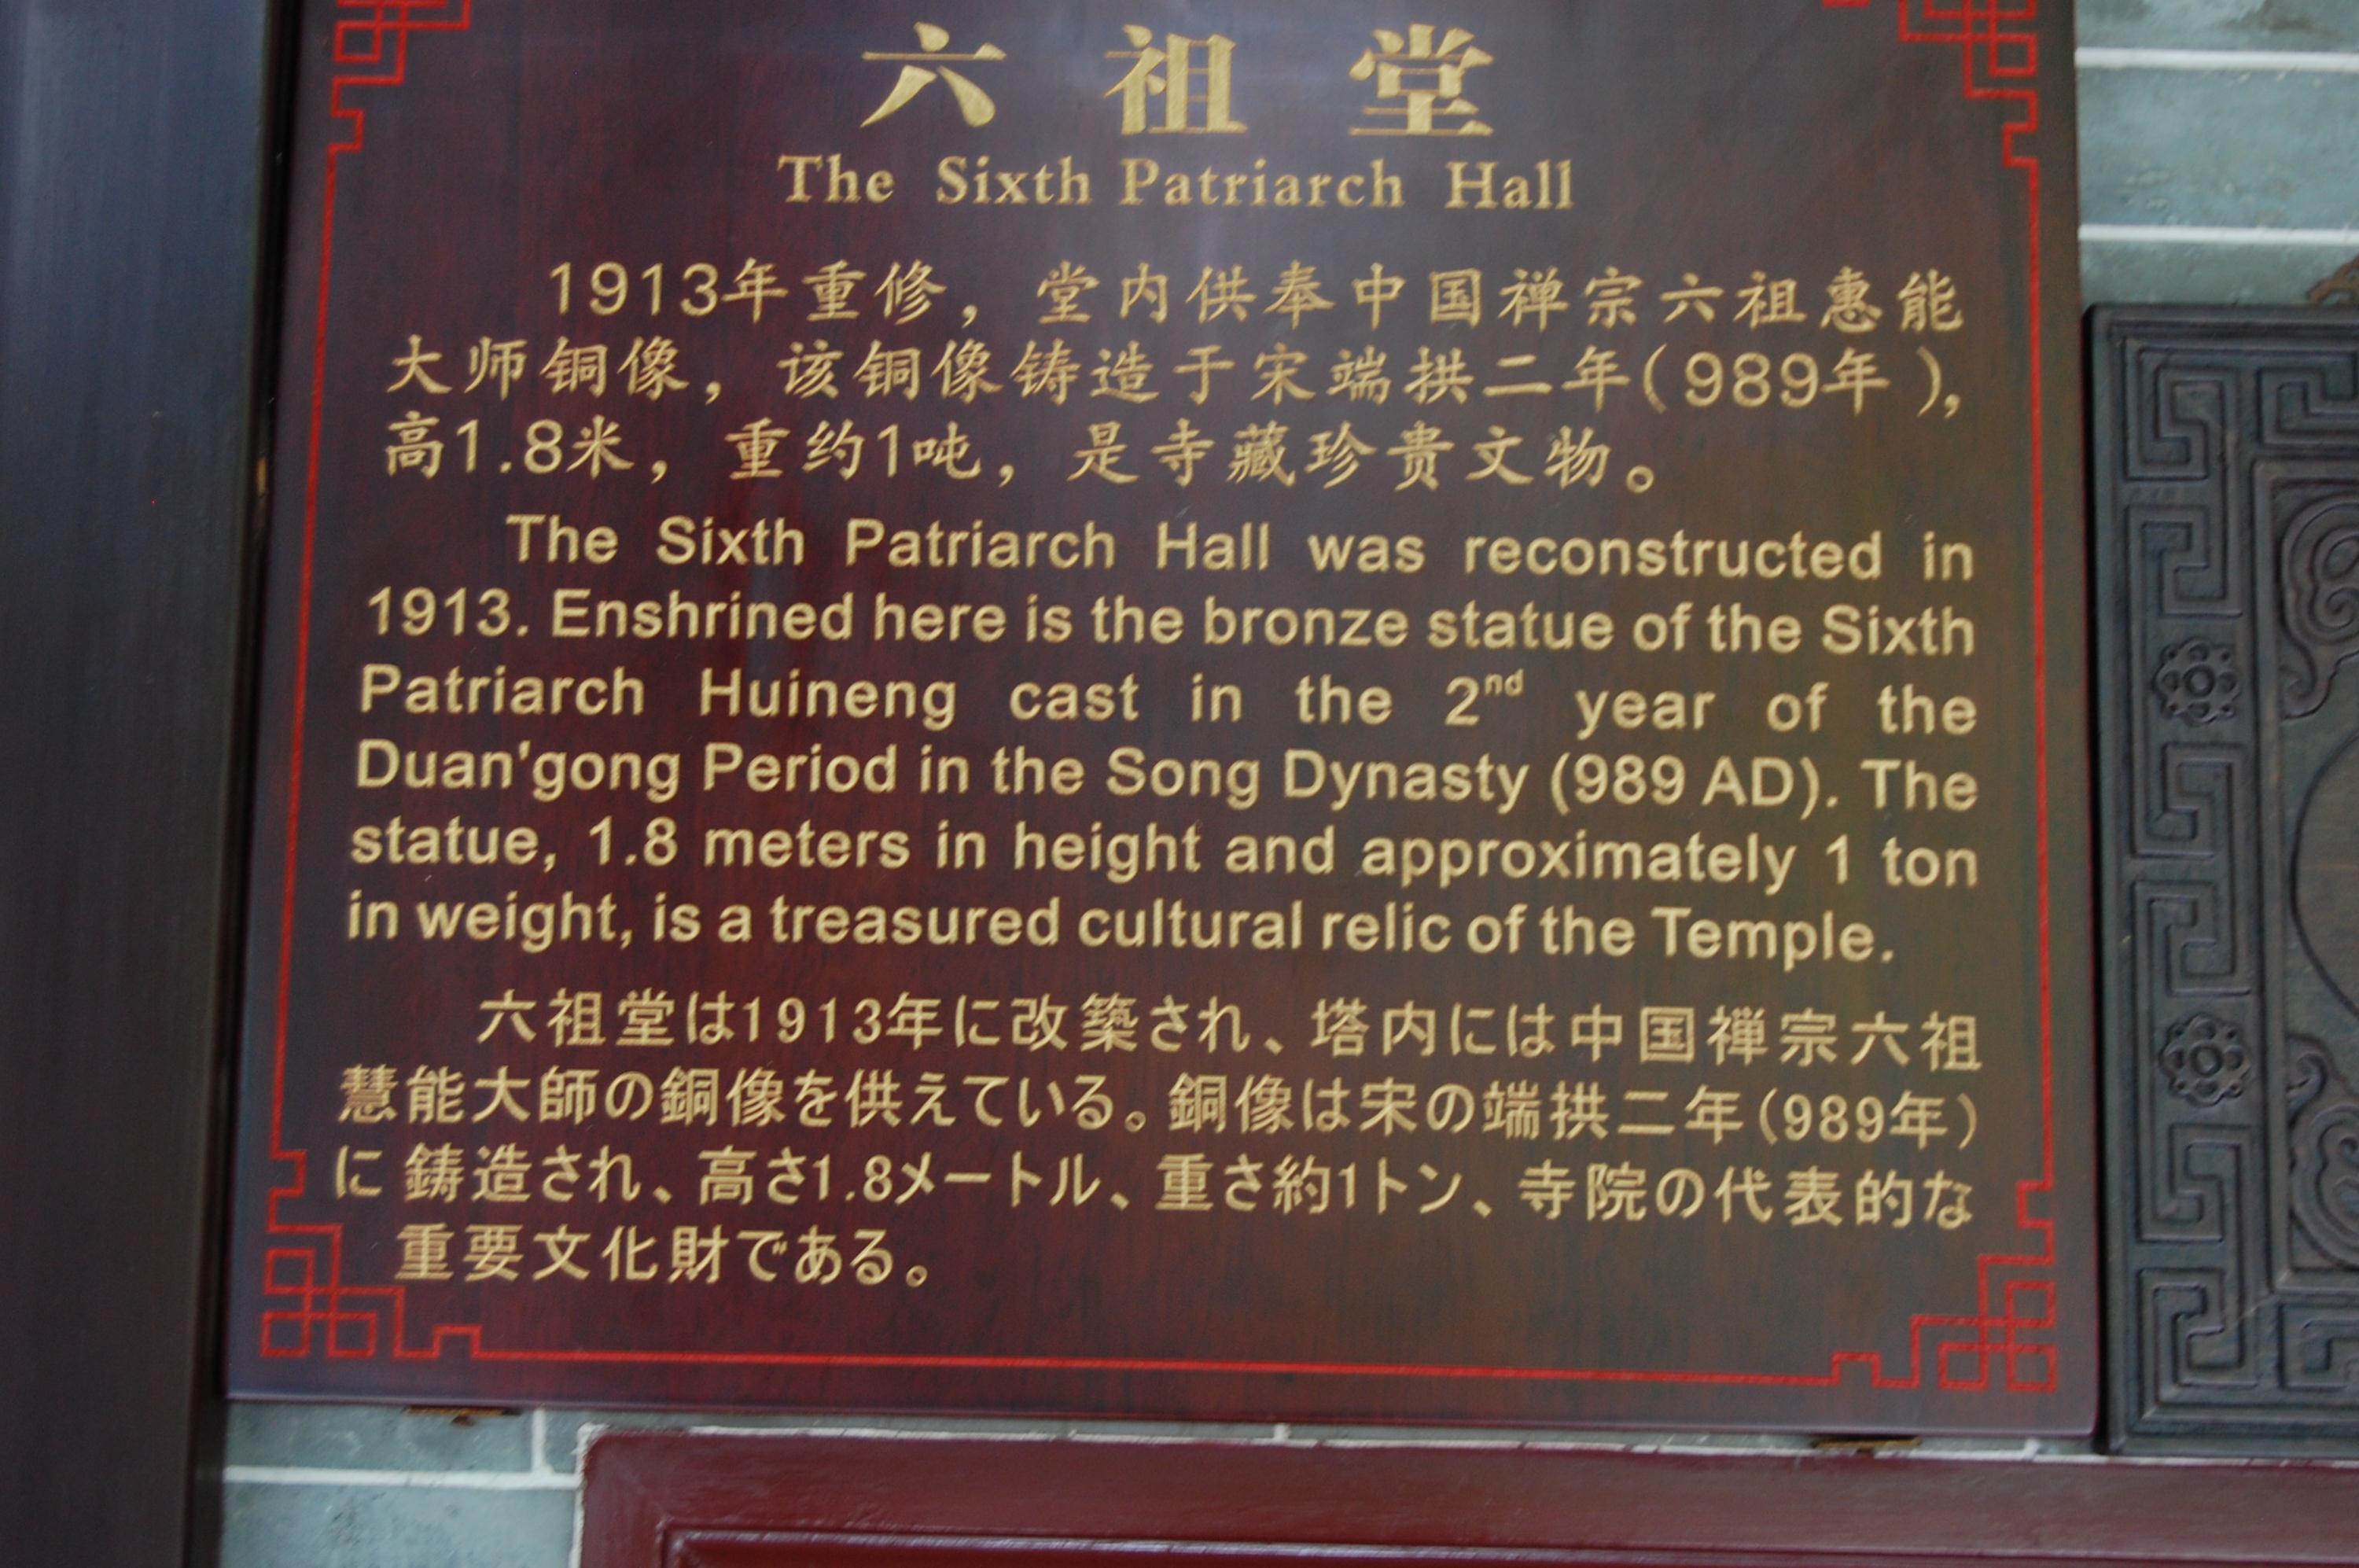 六祖堂
The Sixth Patriarch Hall
1913年重修，堂内供奉中国禅宗六祖惠能
大师铜像，该铜像铸造于宋端拱二年(989年),
高1.8米，重约1吨，是寺藏珍贵文物。
The Sixth Patriarch Hall was reconstructed in
1913. Enshrined here is the bronze statue of the Sixth
Patriarch Huineng cast in the 2nd year of the
Duan'gong Period in the Song Dynasty (989 AD). The
statue, 1.8 meters in height and approximately 1 ton
in weight, is a treasured cultural relic of the Temple.
六祖堂は1913年に改築され、塔内には中国禅宗六祖
慧能大師の銅像を供えている。銅像は宋の端拱二年(989年)
に鋳造され、高さ1.8メートル、重さ約1トン、寺院の代表的な
重要文化財である。